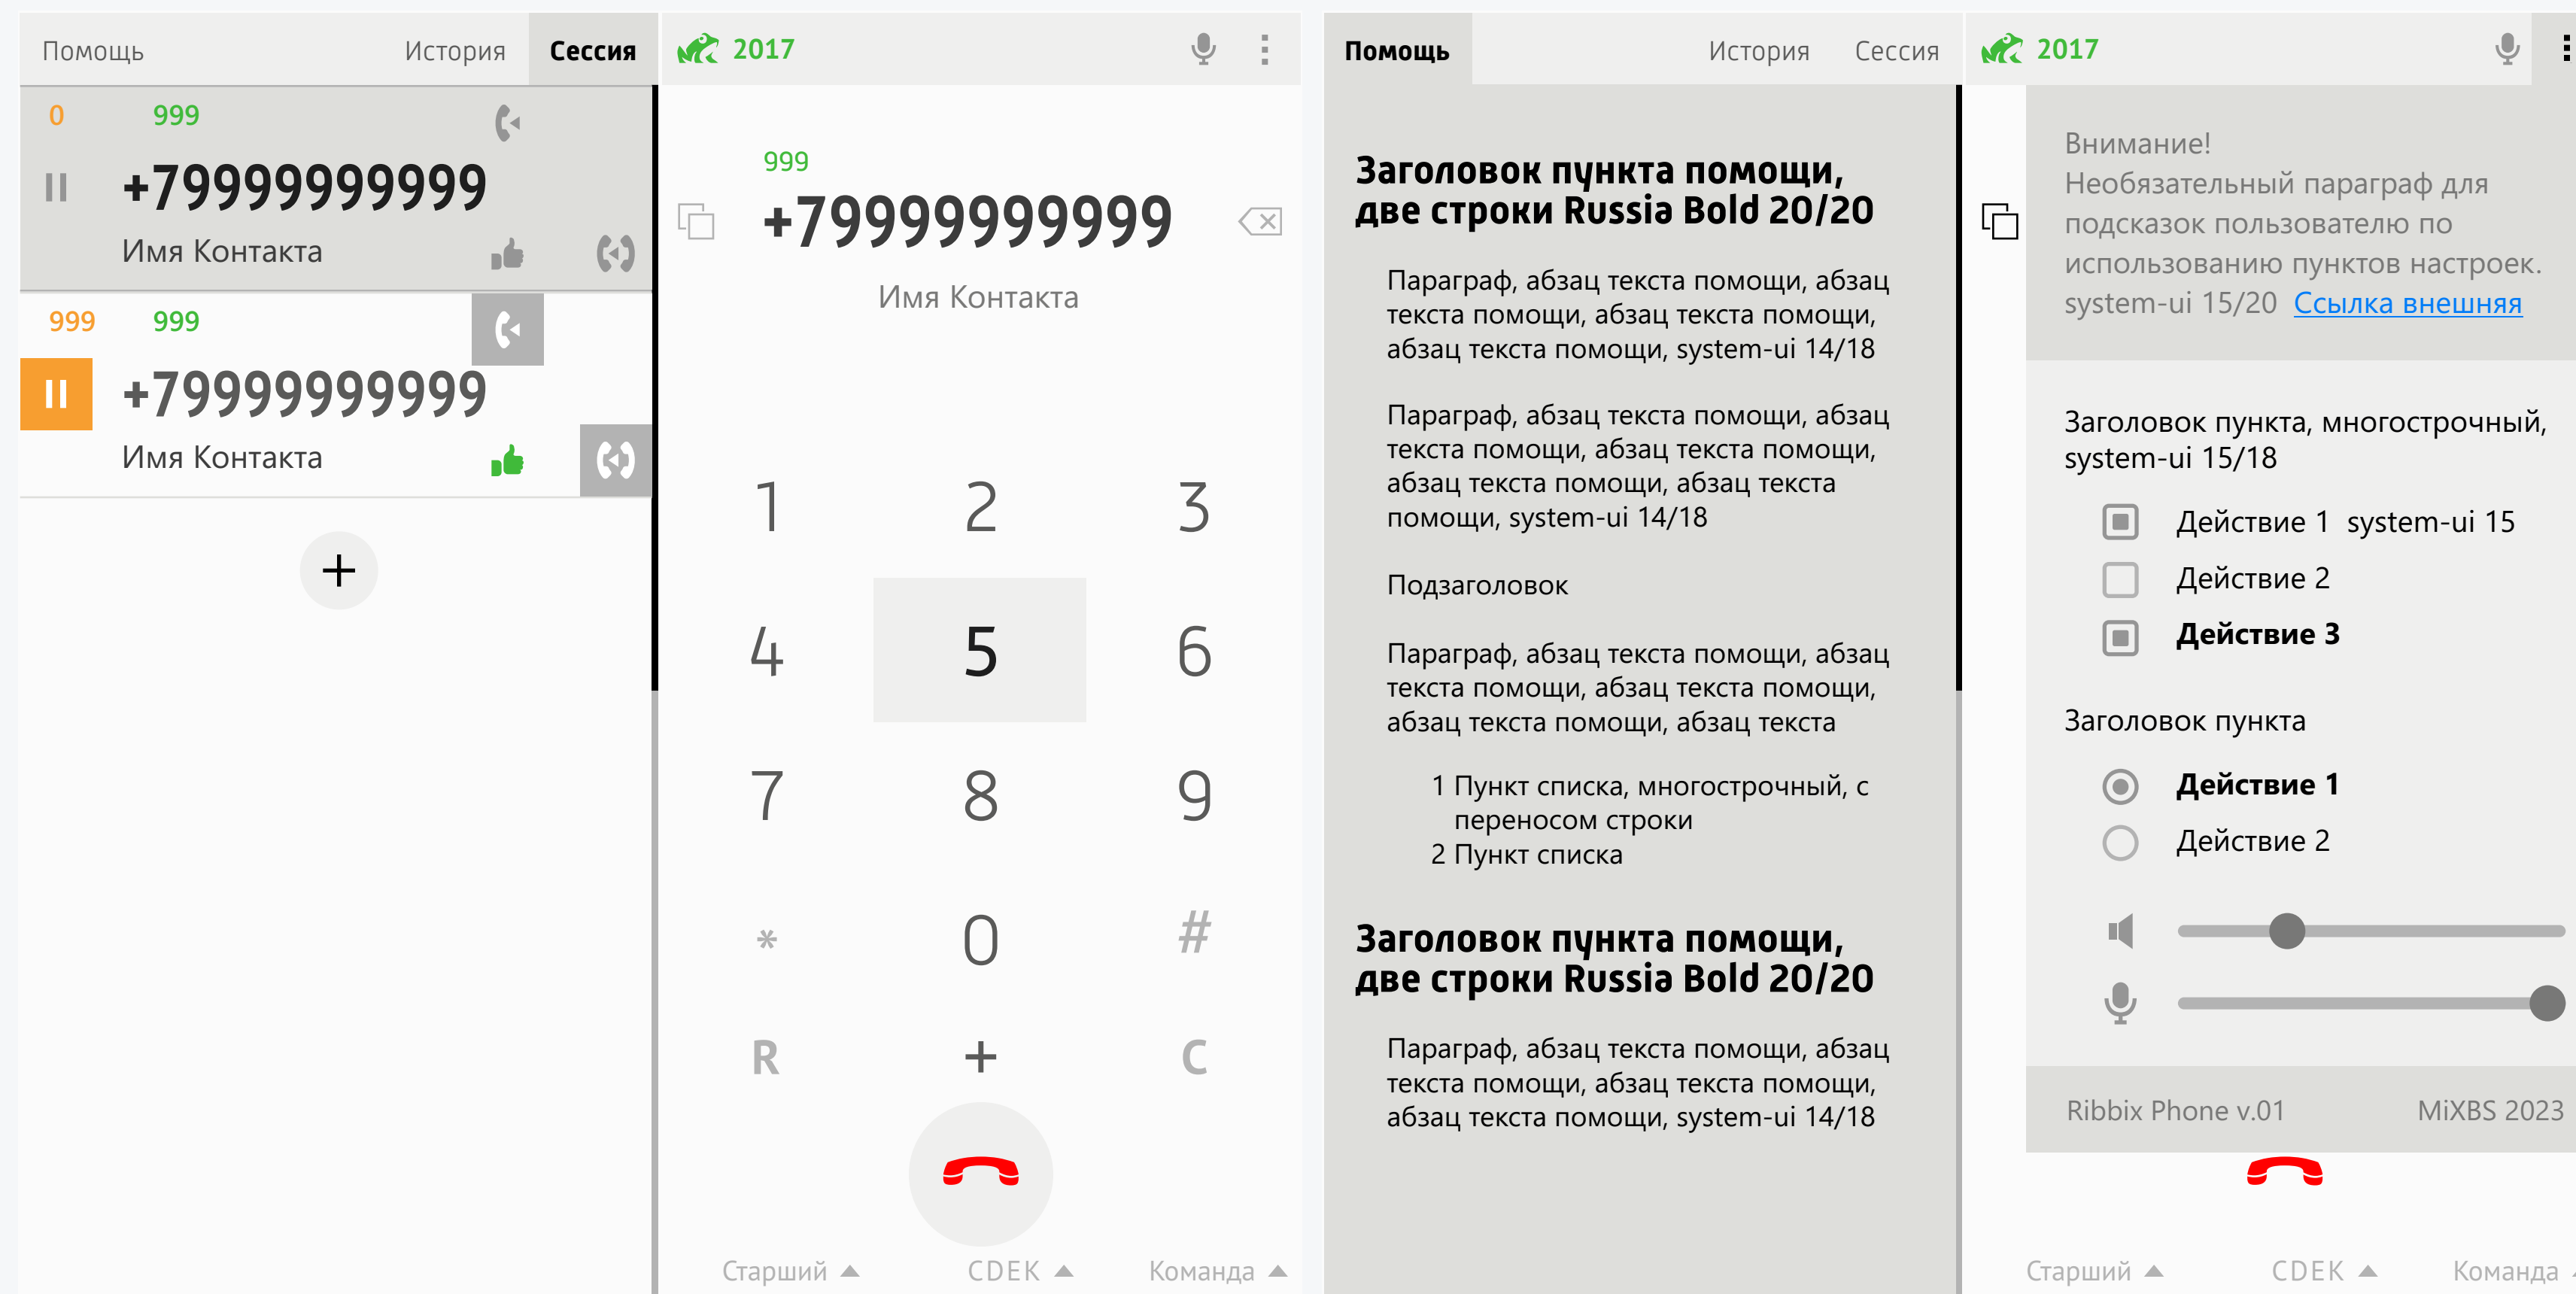 Помощь
История
Сессия
0
999
+79999999999
Имя Контакта
999
999
+79999999999
Имя Контакта
+
2017
999
+79999999999
Имя Контакта
1
2
3
4
5
6
7
8
9
*
0
#
R
+
C
Старший
CDEK
Команда
Помощь
История
Сессия
Заголовок пункта помощи,
две строки Russia Bold 20/20
Параграф, абзац текста помощи, абзац
текста помощи, абзац текста помощи,
абзац текста помощи, system-ui 14/18
Параграф, абзац текста помощи, абзац
текста помощи, абзац текста помощи,
абзац текста помощи, абзац текста
помощи, system-ui 14/18
Подзаголовок
Параграф, абзац текста помощи, абзац
текста помощи, абзац текста помощи,
абзац текста помощи, абзац текста
1 Пункт списка, многострочный, с
переносом строки
2 Пункт списка
Заголовок пункта помощи,
две строки Russia Bold 20/20
Параграф, абзац текста помощи, абзац
текста помощи, абзац текста помощи,
абзац текста помощи, system-ui 14/18
2017
Внимание!
Необязательный параграф для
подсказок пользователю по
использованию пунктов настроек.
system-ui 15/20 Ссылка внешняя
Заголовок пункта, многострочный,
system-ui 15/18
Действие 1 system-ui 15
Действие 2
Действие 3
Заголовок пункта
Действие 1
Действие 2
Ribbix Phone v.01
MiXBS 2023
Старший
CDEK
Команда